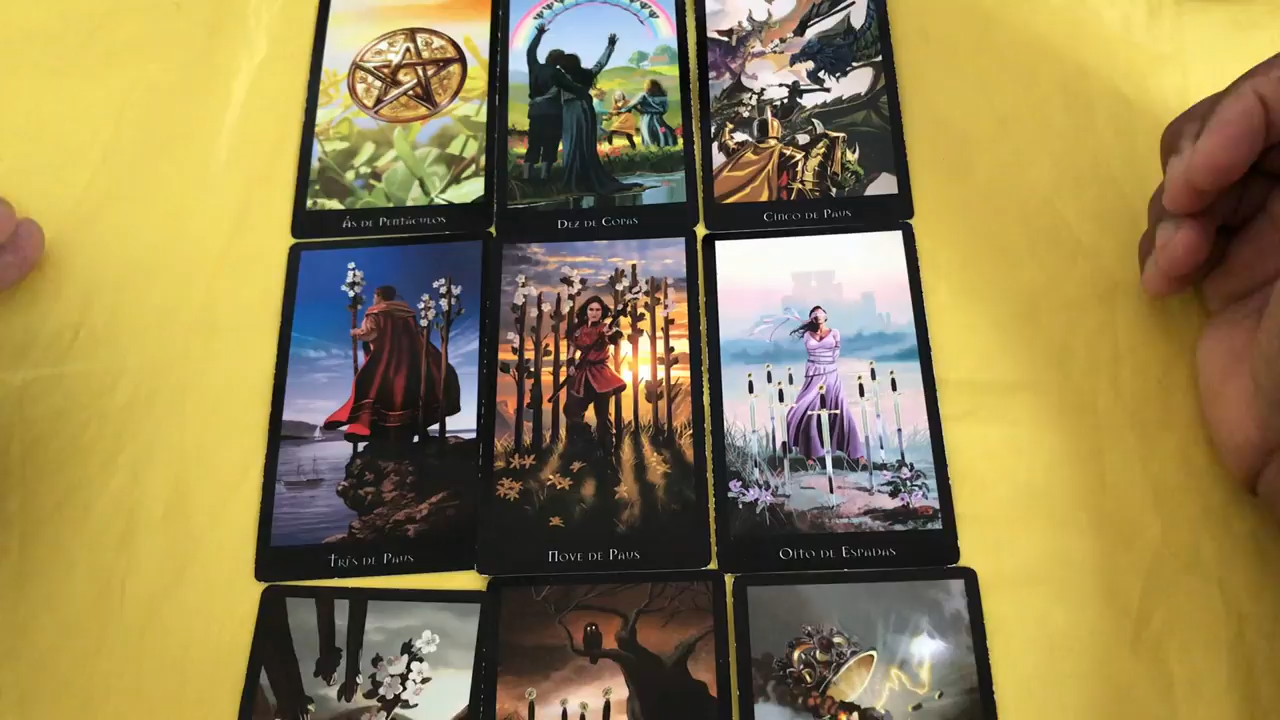 Ás de Pentáculos
Dez de Copas
Cinco de Paus
Três de Paus
Nove de Paus
Oito de Espadas